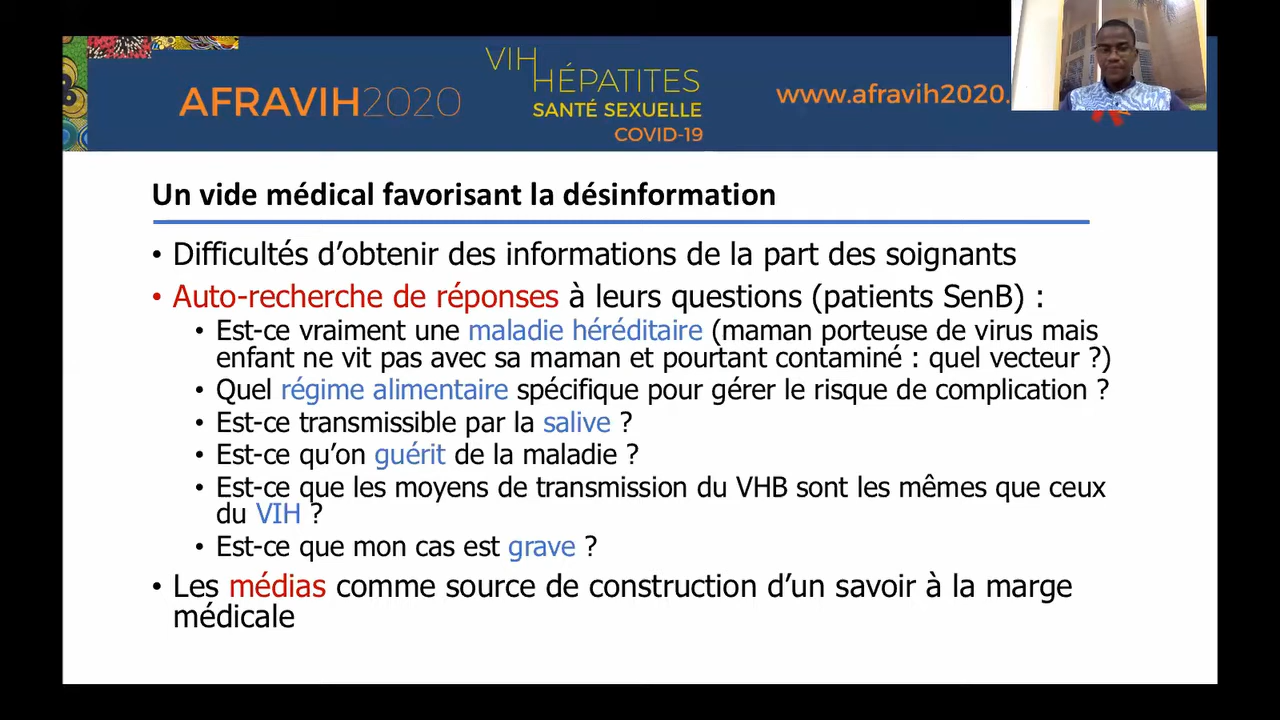 AFRAVIH2020
VIH
HÉPATITES
SANTÉ SEXUELLE
COVID-19
www.afravih2020.
Un vide médical favorisant la désinformation
• Difficultés d’obtenir des informations de la part des soignants
• Auto-recherche de réponses à leurs questions (patients SenB) :
• Est-ce vraiment une maladie héréditaire (maman porteuse de virus mais
enfant ne vit pas avec sa maman et pourtant contaminé : quel vecteur ?)
• Quel régime alimentaire spécifique pour gérer le risque de complication ?
• Est-ce transmissible par la salive ?
• Est-ce qu’on guérit de la maladie ?
• Est-ce que les moyens de transmission du VHB sont les mêmes que ceux
du VIH ?
• Est-ce que mon cas est grave ?
• Les médias comme source de construction d’un savoir à la marge
médicale